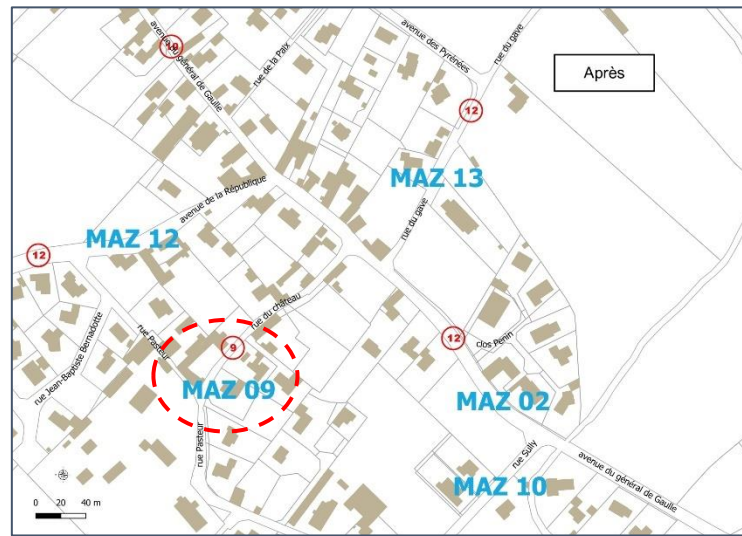 avenue du général de Gaulle
10
rue de la Paix
avenue des Pyrénées
rue du gave
Après
12
MAZ 13
avenue de la République
rue du gave
MAZ 12
12
rue du château
rue Jean-Baptiste Bernadotte
rue Pasteur
9
12
clos Penin
MAZ 09
MAZ 02
rue Pasteur
rue Sully
avenue du général de Gaulle
MAZ 10
0 20 40 m